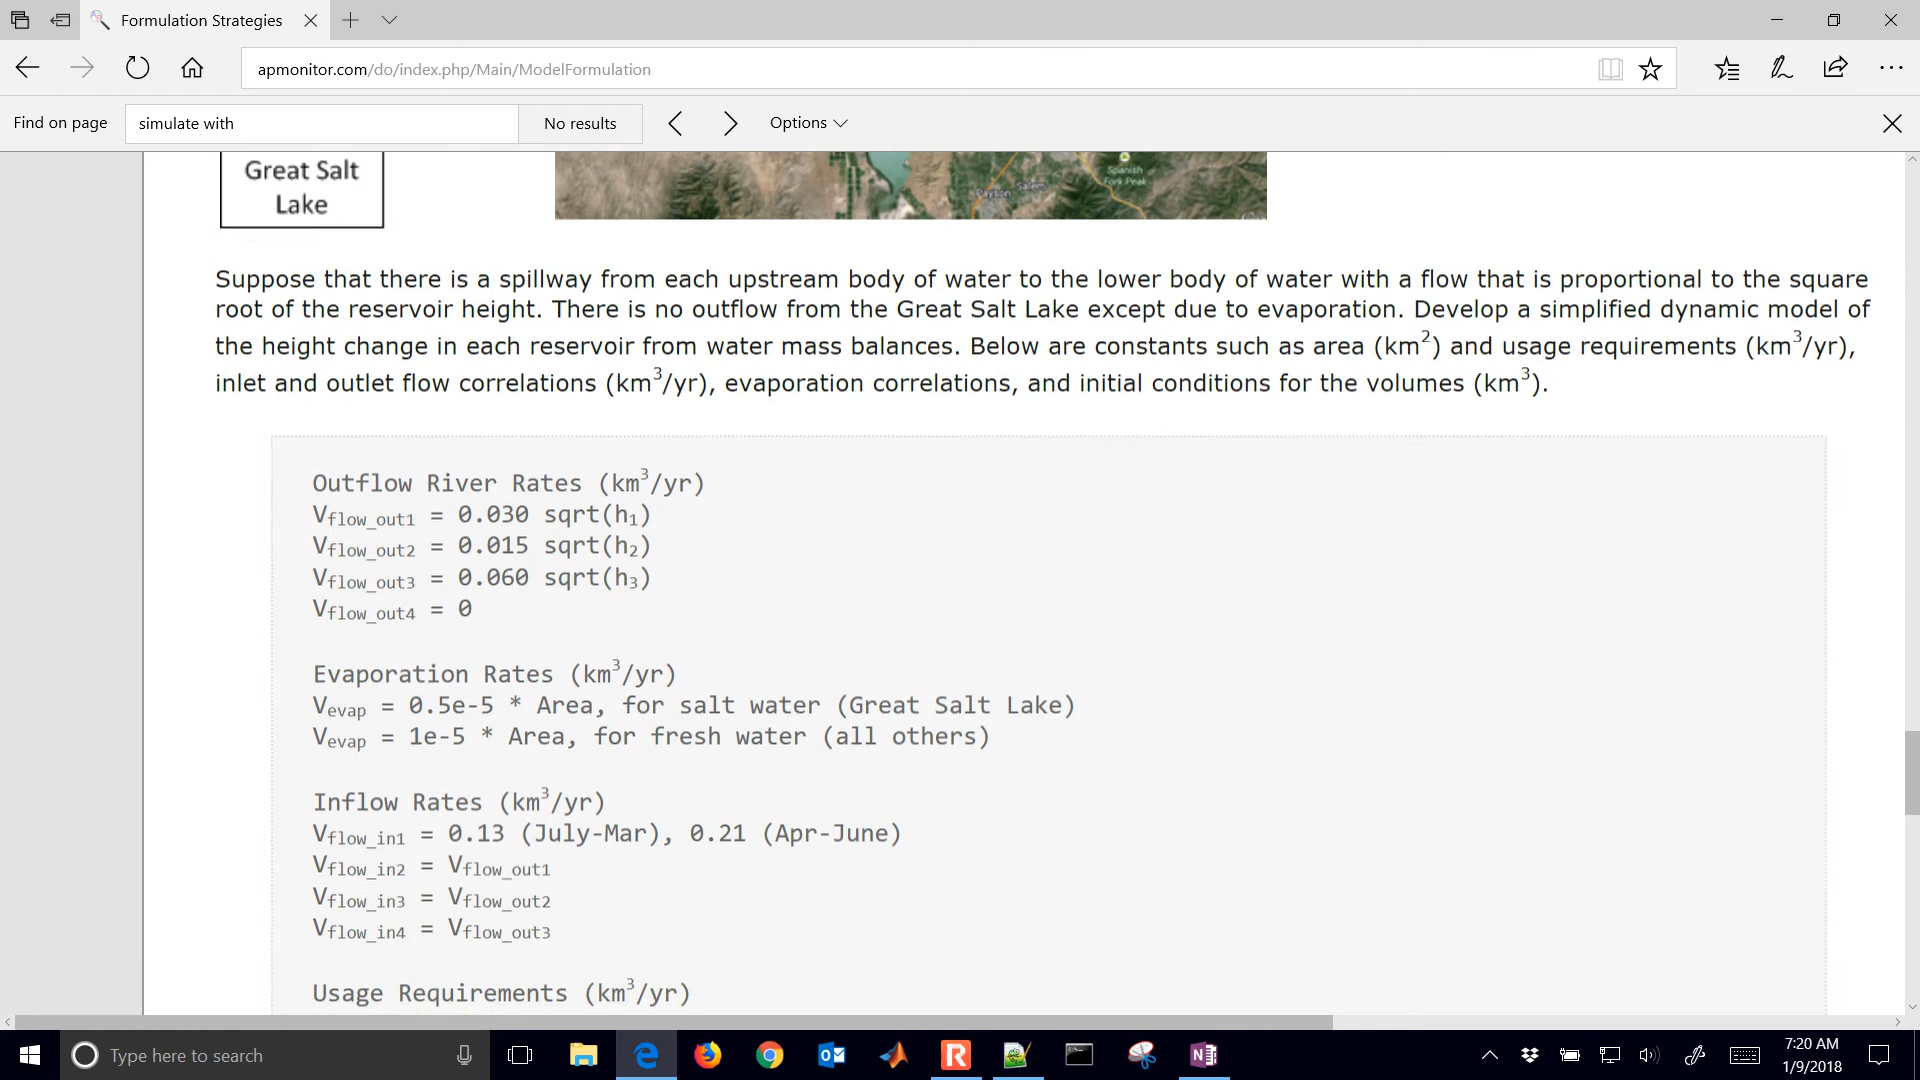 Formulation Strategies
apmonitor.com/do/index.php/Main/ModelFormulation
Find on page
simulate with
No results
Options
Great Salt
Lake
Spanish
Fork Peak
Payson
Salem
Suppose that there is a spillway from each upstream body of water to the lower body of water with a flow that is proportional to the square
root of the reservoir height. There is no outflow from the Great Salt Lake except due to evaporation. Develop a simplified dynamic model of
the height change in each reservoir from water mass balances. Below are constants such as area (km²) and usage requirements (km³/yr),
inlet and outlet flow correlations (km³/yr), evaporation correlations, and initial conditions for the volumes (km³).
Outflow River Rates (km³/yr)
Vflow_out1 = 0.030 sqrt(h₁)
Vflow_out2 = 0.015 sqrt(h₂)
Vflow_out3 = 0.060 sqrt(h₃)
Vflow_out4 = 0
Evaporation Rates (km³/yr)
Vevap = 0.5e-5 * Area, for salt water (Great Salt Lake)
Vevap = 1e-5 * Area, for fresh water (all others)
Inflow Rates (km³/yr)
Vflow_in1 = 0.13 (July-Mar), 0.21 (Apr-June)
Vflow_in2 = Vflow_out1
Vflow_in3 = Vflow_out2
Vflow_in4 = Vflow_out3
Usage Requirements (km³/yr)
Type here to search
7:20 AM
1/9/2018